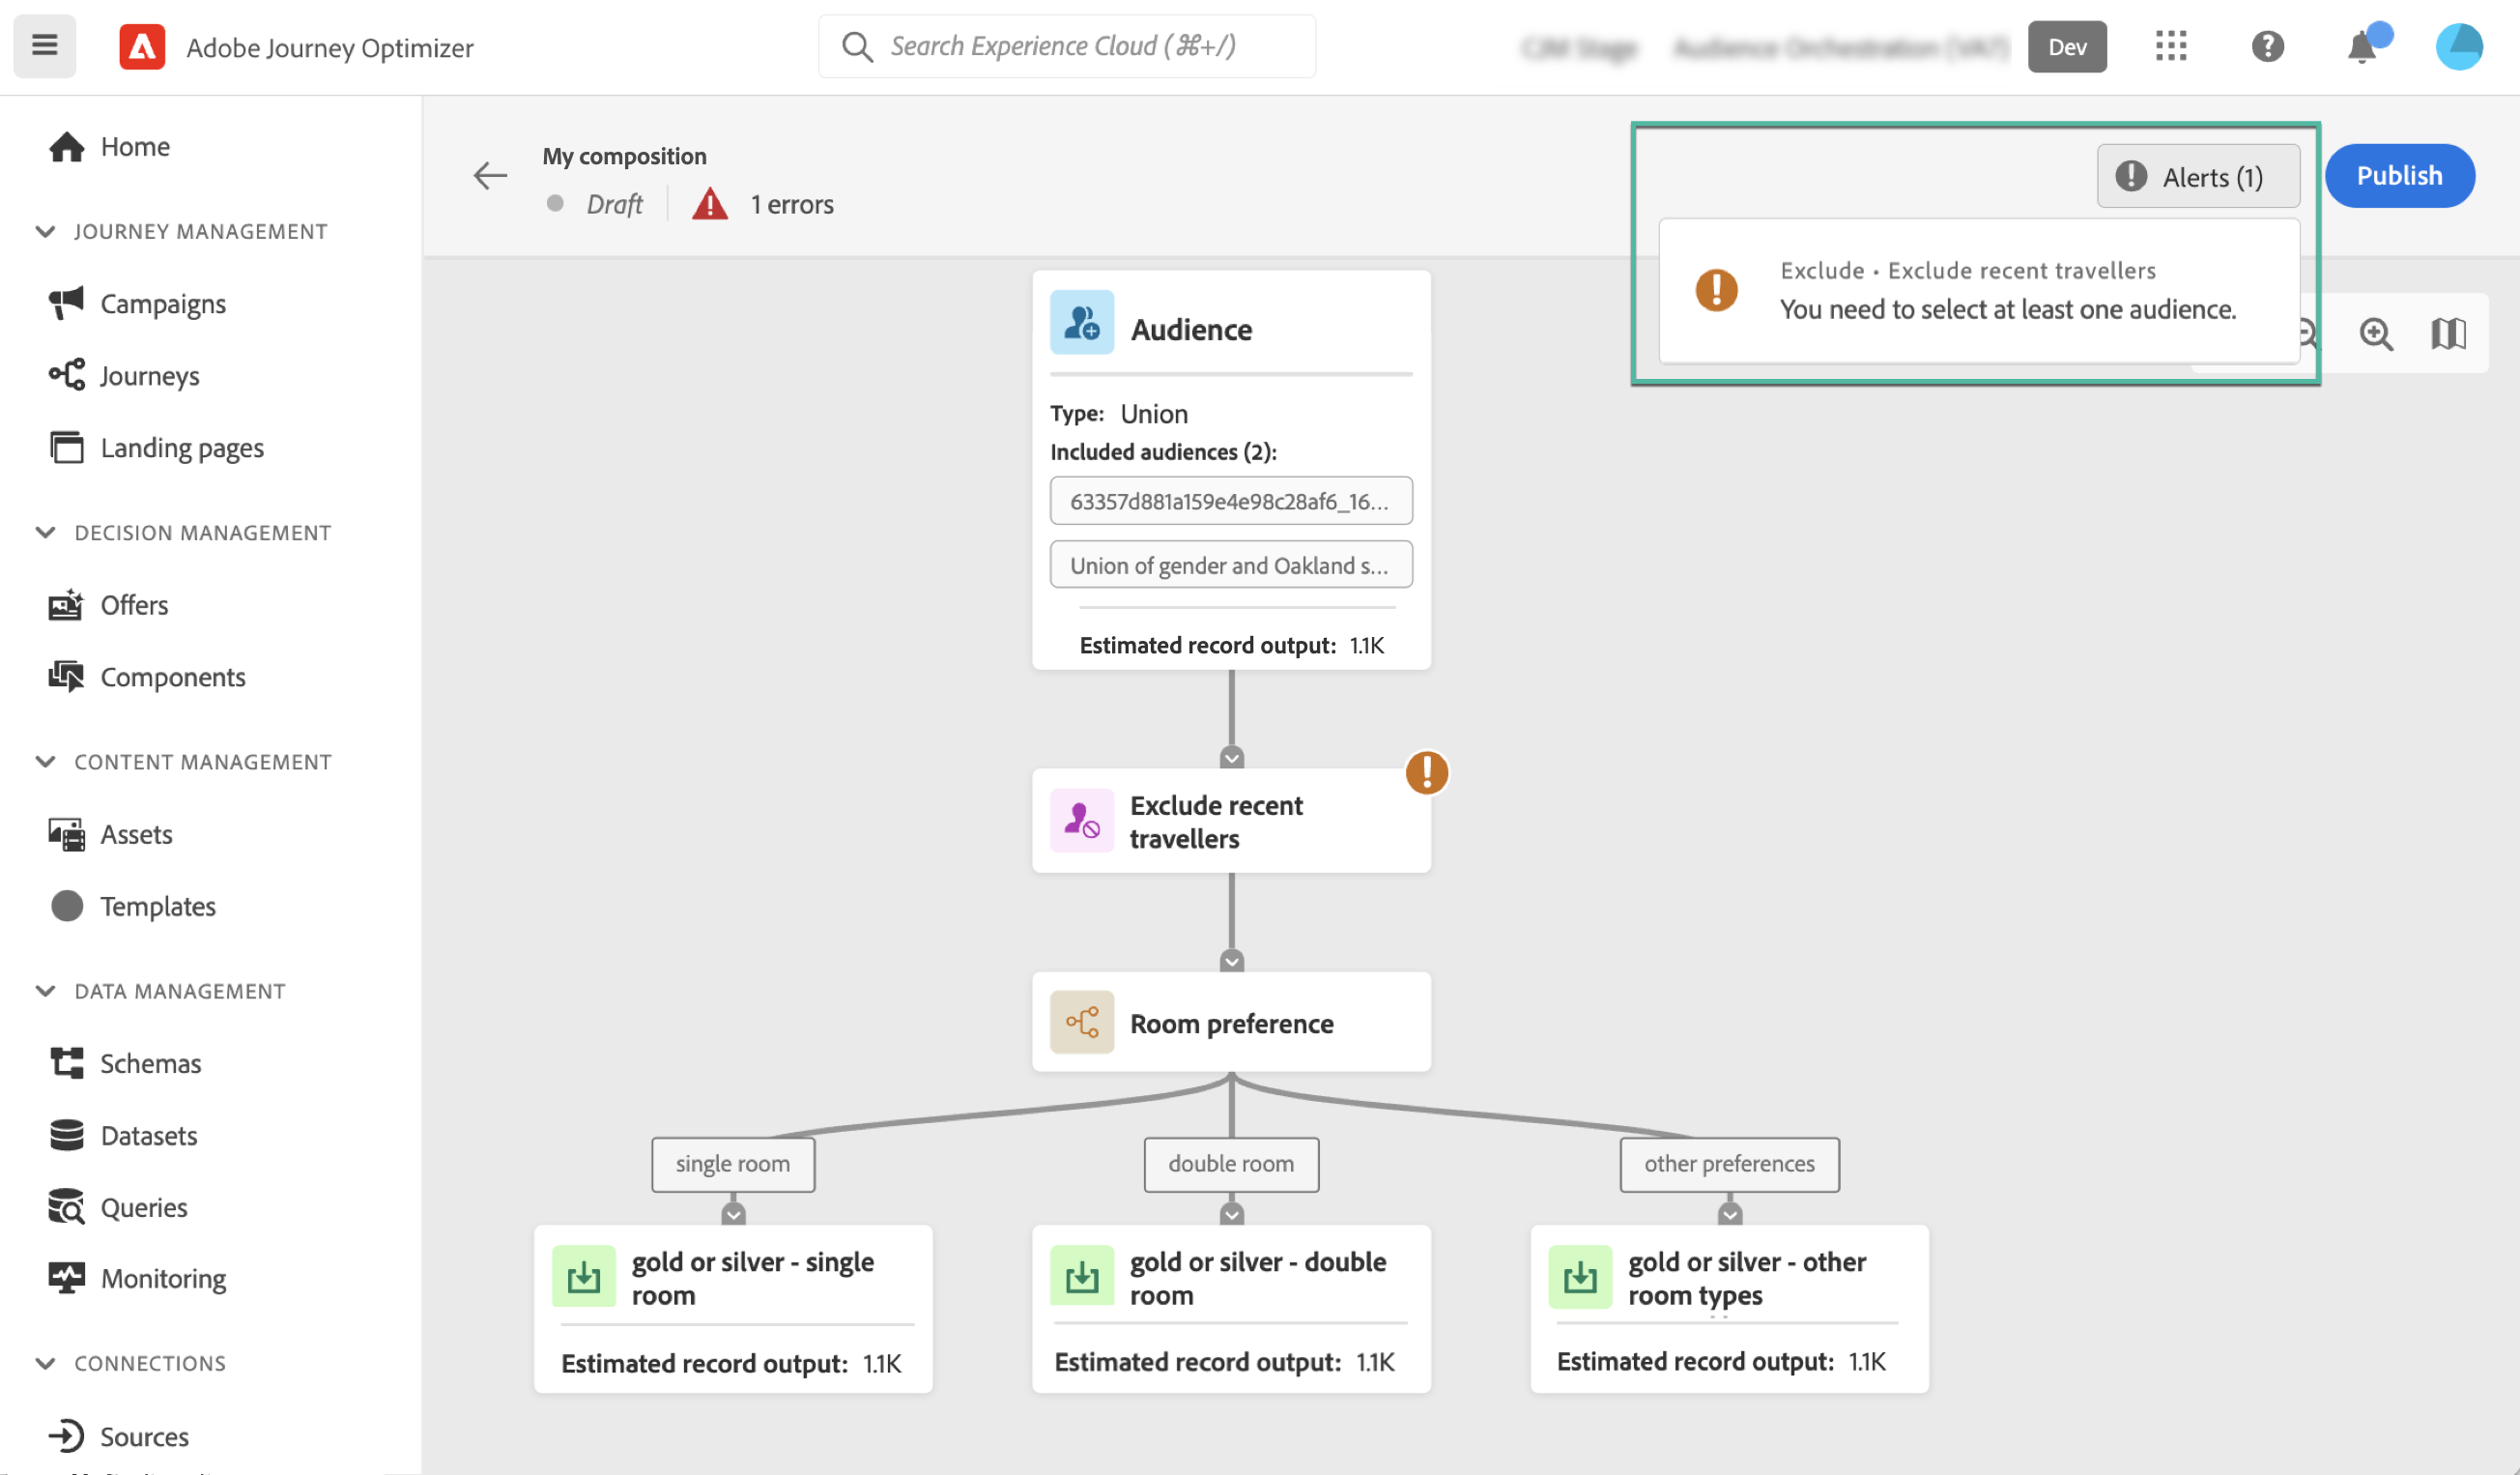 Adobe Journey Optimizer
Search Experience Cloud (⌘+/)
Dev
Home
JOURNEY MANAGEMENT
Campaigns
Journeys
Landing pages
DECISION MANAGEMENT
Offers
Components
CONTENT MANAGEMENT
Assets
Templates
DATA MANAGEMENT
Schemas
Datasets
Queries
Monitoring
CONNECTIONS
Sources
My composition
Draft
1 errors
Alerts (1)
Publish
Exclude • Exclude recent travellers
You need to select at least one audience.
Audience
Type: Union
Included audiences (2):
63357d881a159e4e98c28af6_16...
Union of gender and Oakland s...
Estimated record output: 1.1K
Exclude recent
travellers
Room preference
single room
double room
other preferences
gold or silver - single
room
Estimated record output: 1.1K
gold or silver - double
room
Estimated record output: 1.1K
gold or silver - other
room types
Estimated record output: 1.1K